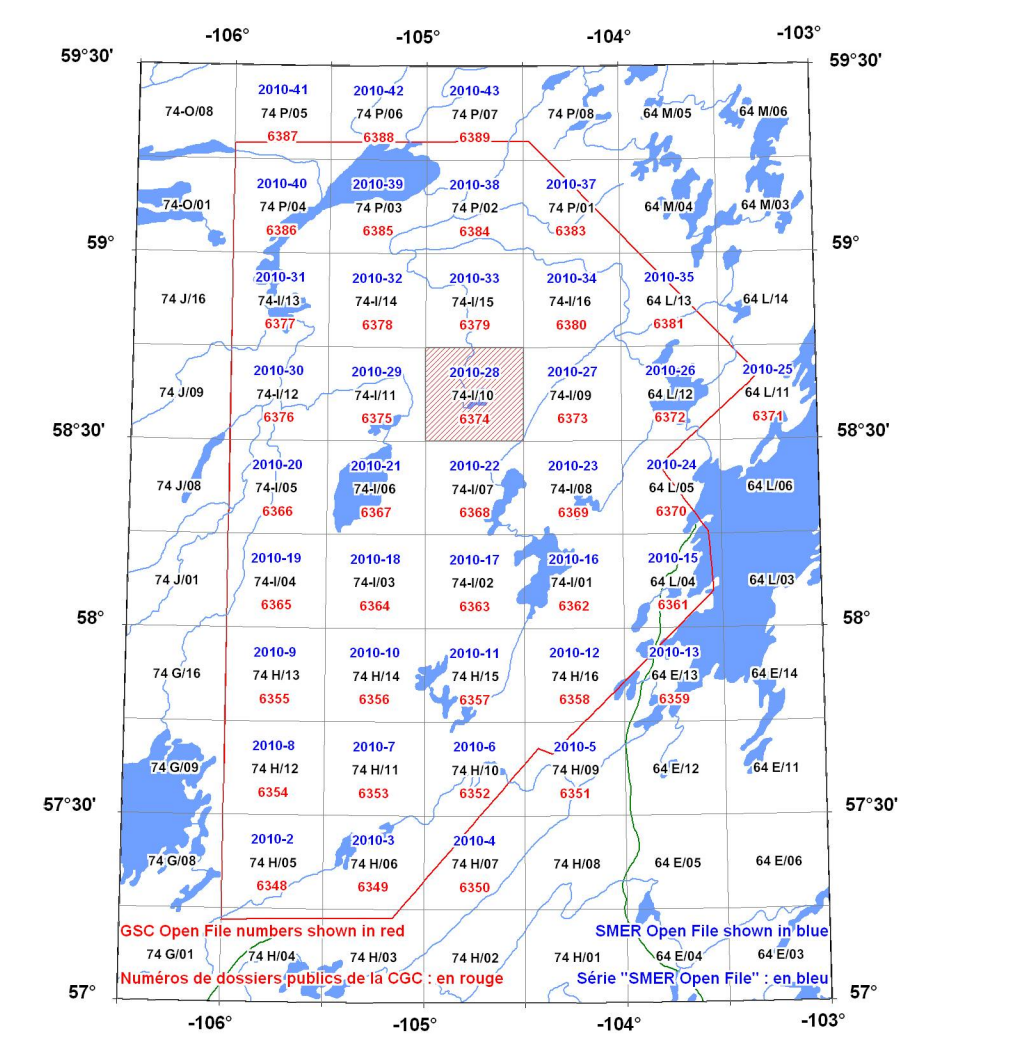 -106° -105° -104° -103°
59°30' 59°30'
2010-41 2010-42 2010-43
74-O/08 74 P/05 74 P/06 74 P/07 74 P/08 64 M/05 64 M/06
6387 6388 6389
2010-40 2010-39 2010-38 2010-37
74-O/01 74 P/04 74 P/03 74 P/02 74 P/01 64 M/04 64 M/03
6386 6385 6384 6383
59° 59°
2010-31 2010-32 2010-33 2010-34 2010-35
74 J/16 74-I/13 74-I/14 74-I/15 74-I/16 64 L/13 64 L/14
6377 6378 6379 6380 6381
2010-30 2010-29 2010-28 2010-27 2010-26 2010-25
74 J/09 74-I/12 74-I/11 74-I/10 74-I/09 64 L/12 64 L/11
6376 6375 6374 6373 6372 6371
58°30' 58°30'
2010-20 2010-21 2010-22 2010-23 2010-24
74 J/08 74-I/05 74-I/06 74-I/07 74-I/08 64 L/05 64 L/06
6366 6367 6368 6369 6370
2010-19 2010-18 2010-17 2010-16 2010-15
74 J/01 74-I/04 74-I/03 74-I/02 74-I/01 64 L/04 64 L/03
6365 6364 6363 6362 6361
58° 58°
2010-9 2010-10 2010-11 2010-12 2010-13
74 G/16 74 H/13 74 H/14 74 H/15 74 H/16 64 E/13 64 E/14
6355 6356 6357 6358 6359
2010-8 2010-7 2010-6 2010-5
74 G/09 74 H/12 74 H/11 74 H/10 74 H/09 64 E/12 64 E/11
6354 6353 6352 6351
57°30' 57°30'
2010-2 2010-3 2010-4
74 G/08 74 H/05 74 H/06 74 H/07 74 H/08 64 E/05 64 E/06
6348 6349 6350
GSC Open File numbers shown in red SMER Open File shown in blue
74 G/01 74 H/04 74 H/03 74 H/02 74 H/01 64 E/04 64 E/03
Numéros de dossiers publics de la CGC : en rouge Série "SMER Open File" : en bleu
57° 57°
-106° -105° -104° -103°